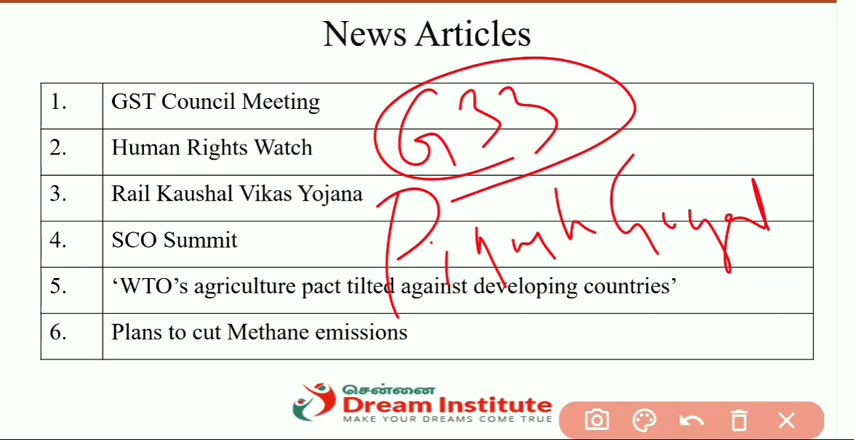 News Articles
1. GST Council Meeting
2. Human Rights Watch
3. Rail Kaushal Vikas Yojana
4. SCO Summit
5. ‘WTO’s agriculture pact tilted against developing countries’
6. Plans to cut Methane emissions
G33
Piyush Goyal
சென்னை
Dream Institute
MAKE YOUR DREAMS COME TRUE